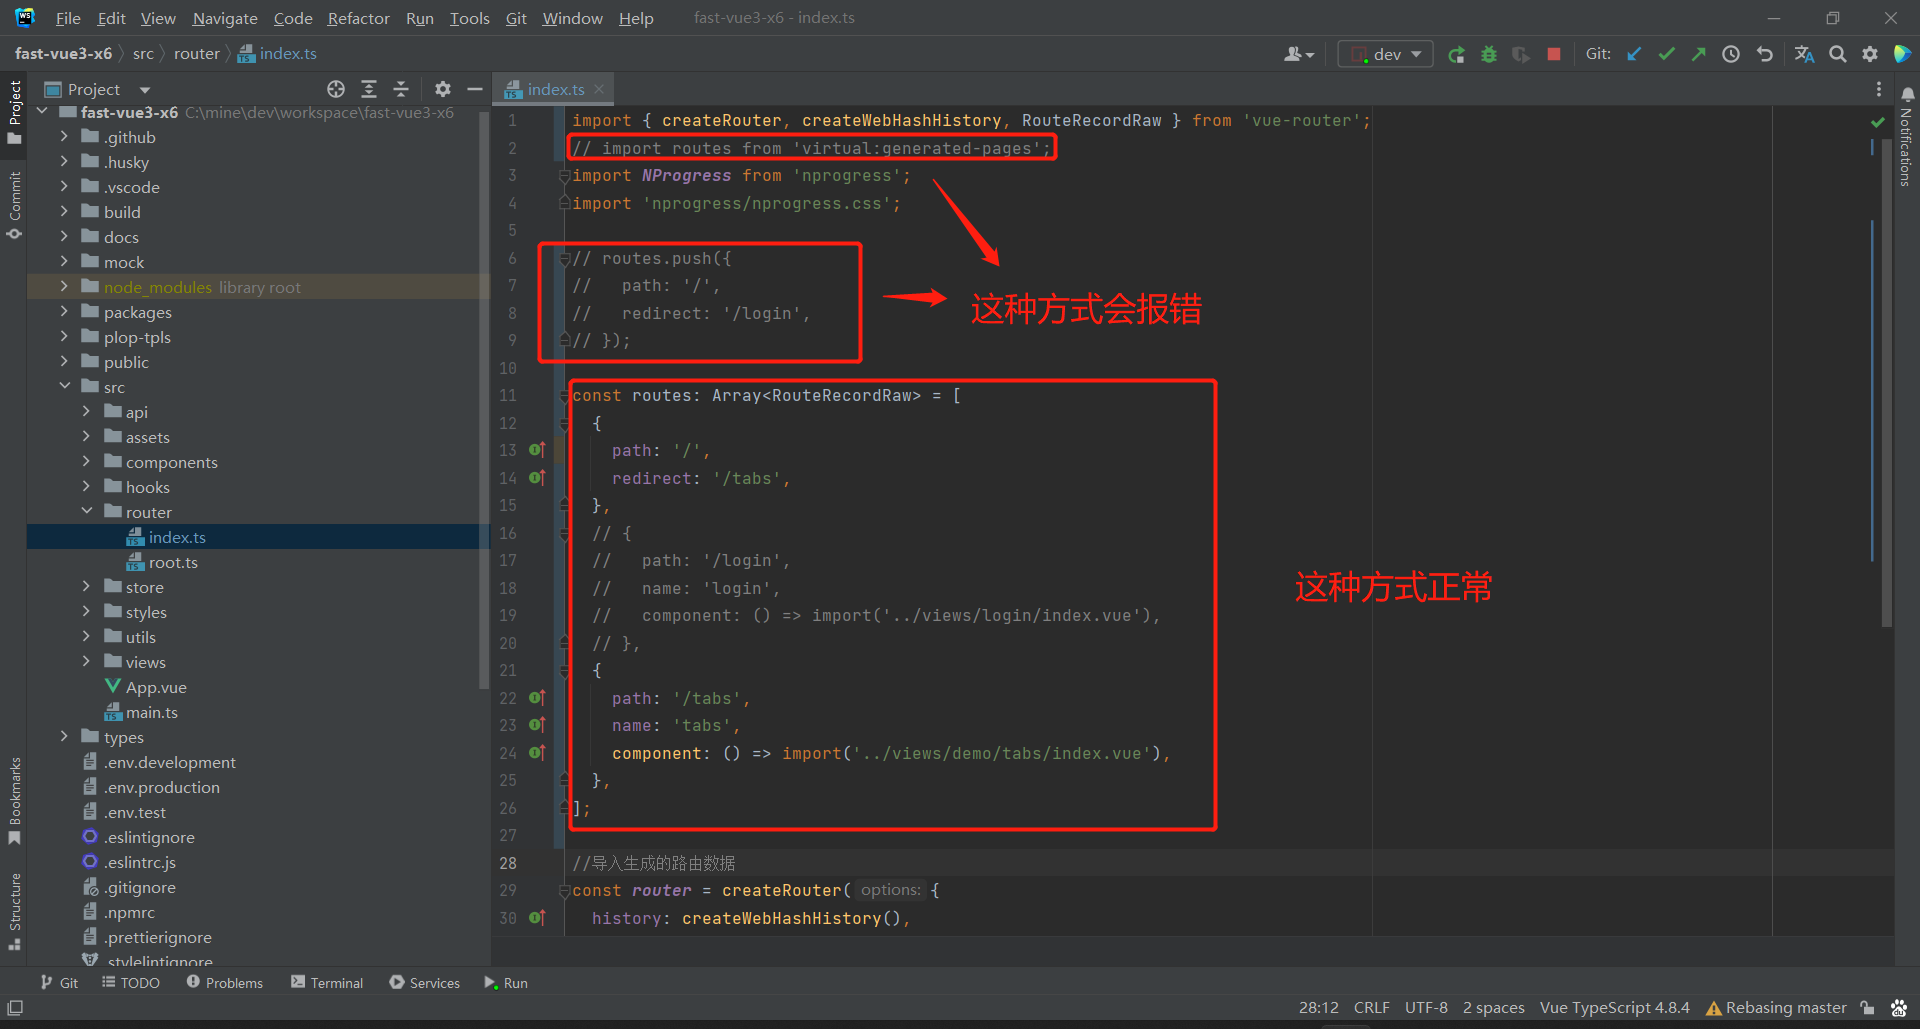 File Edit View Navigate Code Refactor Run Tools Git Window Help fast-vue3-x6 - index.ts
fast-vue3-x6 src router index.ts dev Git:
Project index.ts
Project
Commit
Bookmarks
Structure
Notifications
fast-vue3-x6 C:\mine\dev\workspace\fast-vue3-x6
.github
.husky
.vscode
build
docs
mock
node_modules library root
packages
plop-tpls
public
src
api
assets
components
hooks
router
index.ts
root.ts
store
styles
utils
views
App.vue
main.ts
types
.env.development
.env.production
.env.test
.eslintignore
.eslintrc.js
.gitignore
.npmrc
.prettierignore
.stylelintignore
1 import { createRouter, createWebHashHistory, RouteRecordRaw } from 'vue-router';
2 // import routes from 'virtual:generated-pages';
3 import NProgress from 'nprogress';
4 import 'nprogress/nprogress.css';
5
6 // routes.push({
7 //   path: '/',
8 //   redirect: '/login',
9 // });
这种方式会报错
10
11 const routes: Array<RouteRecordRaw> = [
12 {
13 path: '/',
14 redirect: '/tabs',
15 },
16 // {
17 //   path: '/login',
18 //   name: 'login',
19 //   component: () => import('../views/login/index.vue'),
20 // },
21 {
22 path: '/tabs',
23 name: 'tabs',
24 component: () => import('../views/demo/tabs/index.vue'),
25 },
26 ];
这种方式正常
27
28 //导入生成的路由数据
29 const router = createRouter( options: {
30 history: createWebHashHistory(),
Git TODO Problems Terminal Services Run
28:12 CRLF UTF-8 2 spaces Vue TypeScript 4.8.4 Rebasing master